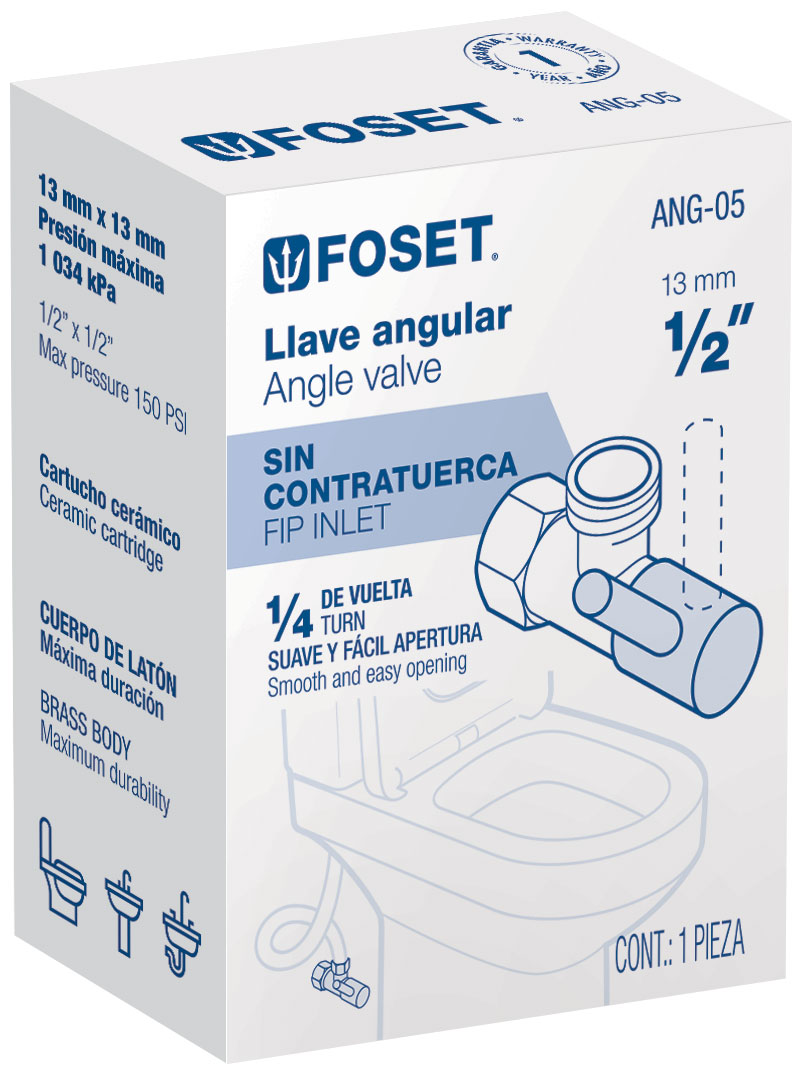 GARANTÍA • WARRANTY
1
YEAR • AÑO
FOSET®
ANG-05
13 mm x 13 mm
Presión máxima
1 034 kPa
1/2" x 1/2"
Max pressure 150 PSI
Cartucho cerámico
Ceramic cartridge
CUERPO DE LATÓN
Máxima duración
BRASS BODY
Maximum durability
FOSET®
ANG-05
Llave angular
Angle valve
13 mm
1/2"
SIN
CONTRATUERCA
FIP INLET
1/4 DE VUELTA
TURN
SUAVE Y FÁCIL APERTURA
Smooth and easy opening
CONT.: 1 PIEZA